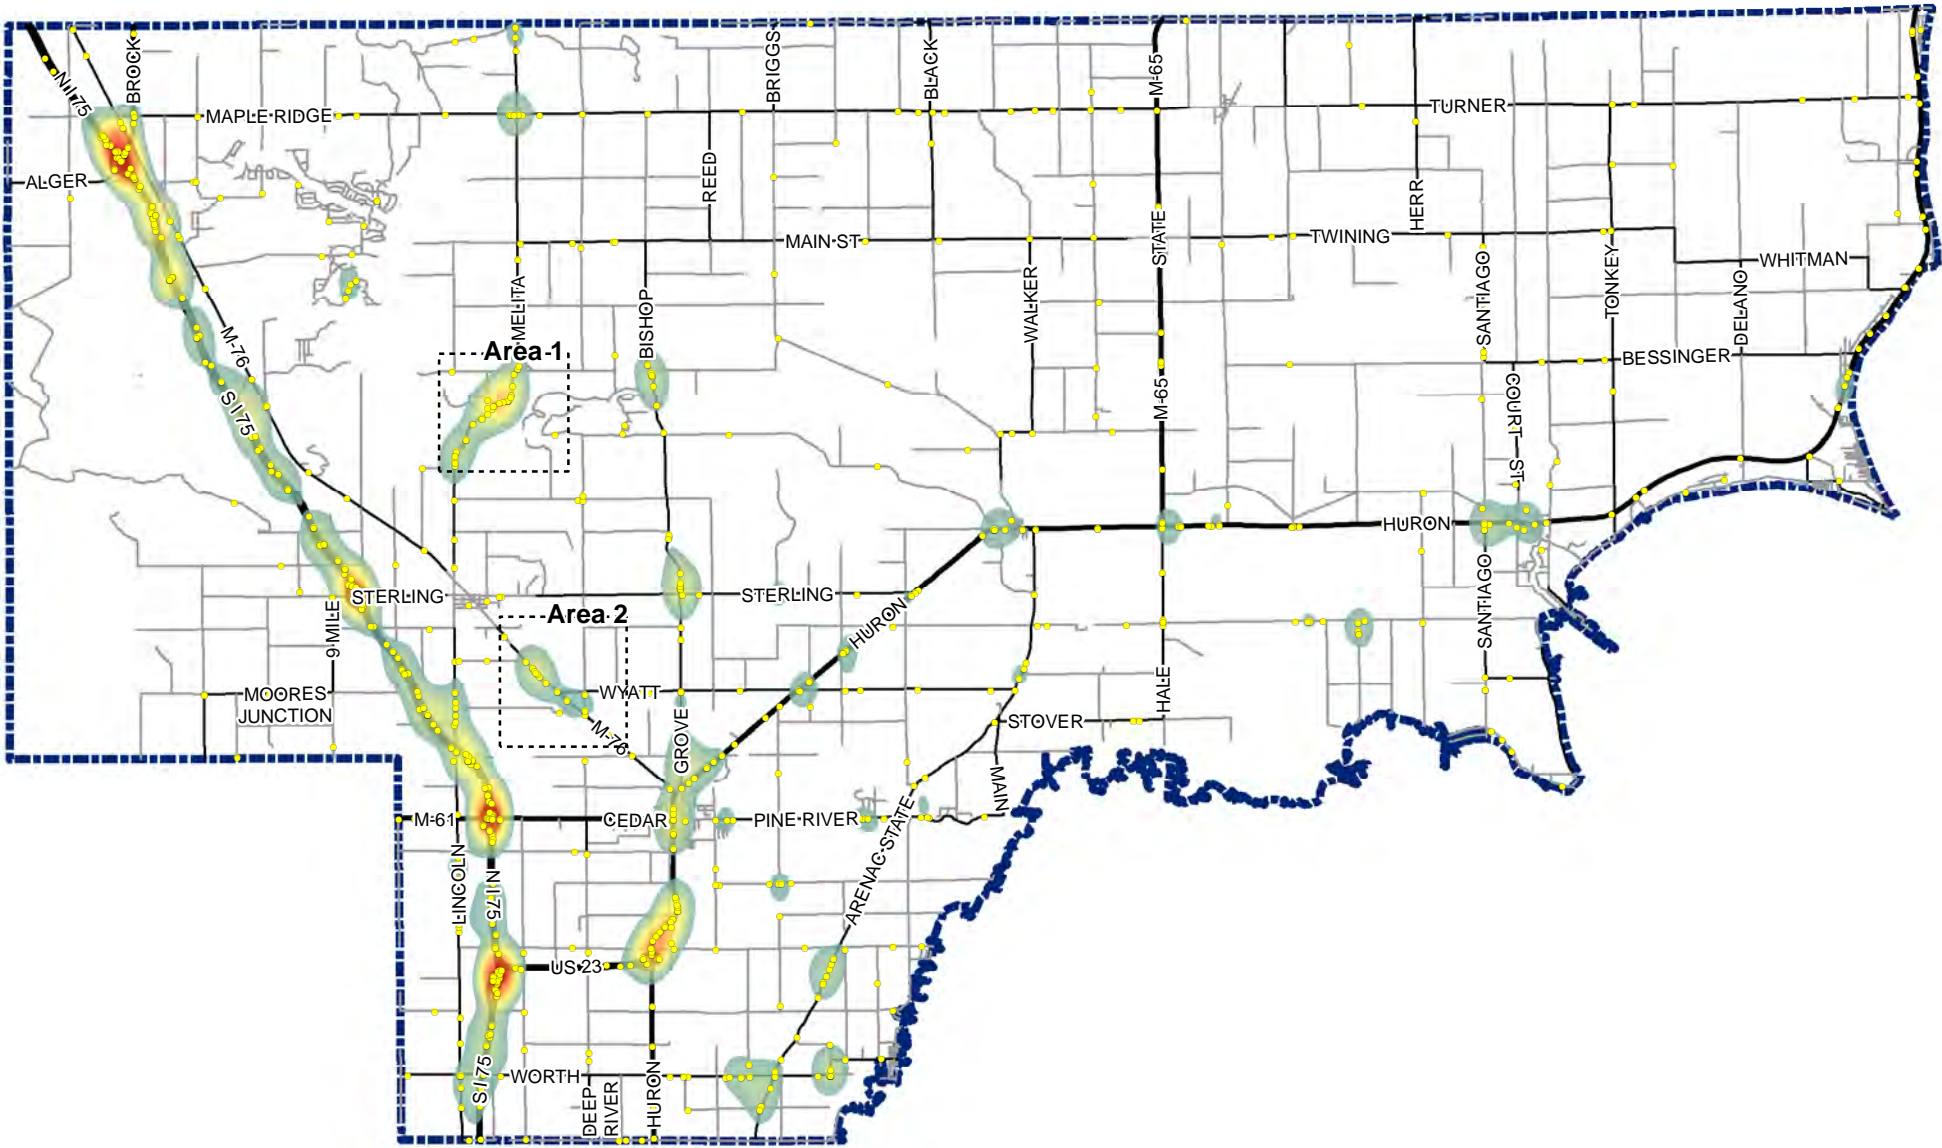 N I 75
BROCK
BRIGGS
BLACK
M-65
MAPLE RIDGE
TURNER
ALGER
REED
HERR
STATE
MAIN ST
TWINING
WHITMAN
MELITA
BISHOP
WALKER
SANTIAGO
TONKEY
DELANO
M-76
Area 1
BESSINGER
S I 75
M-65
COURT ST
HURON
STERLING
STERLING
9 MILE
Area 2
HURON
SANTIAGO
MOORES
JUNCTION
WYATT
HALE
M-76
GROVE
STOVER
MAIN
M-61
CEDAR
PINE RIVER
LINCOLN
N I 75
ARENAC STATE
US 23
S I 75
WORTH
DEEP
RIVER
HURON